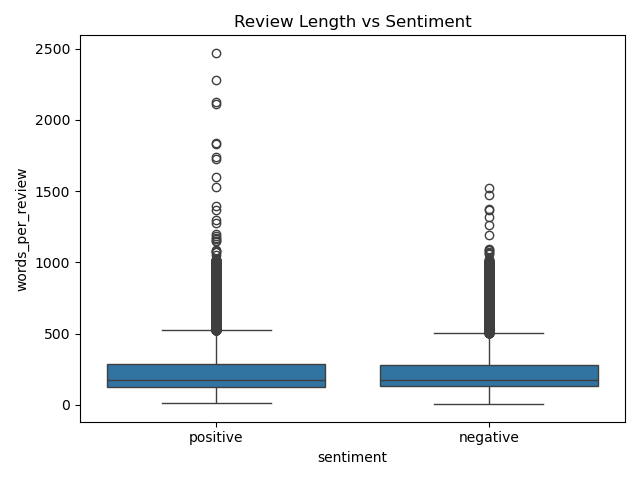 Review Length vs Sentiment
2500
2000
1500
1000
500
0
words_per_review
positive negative
sentiment